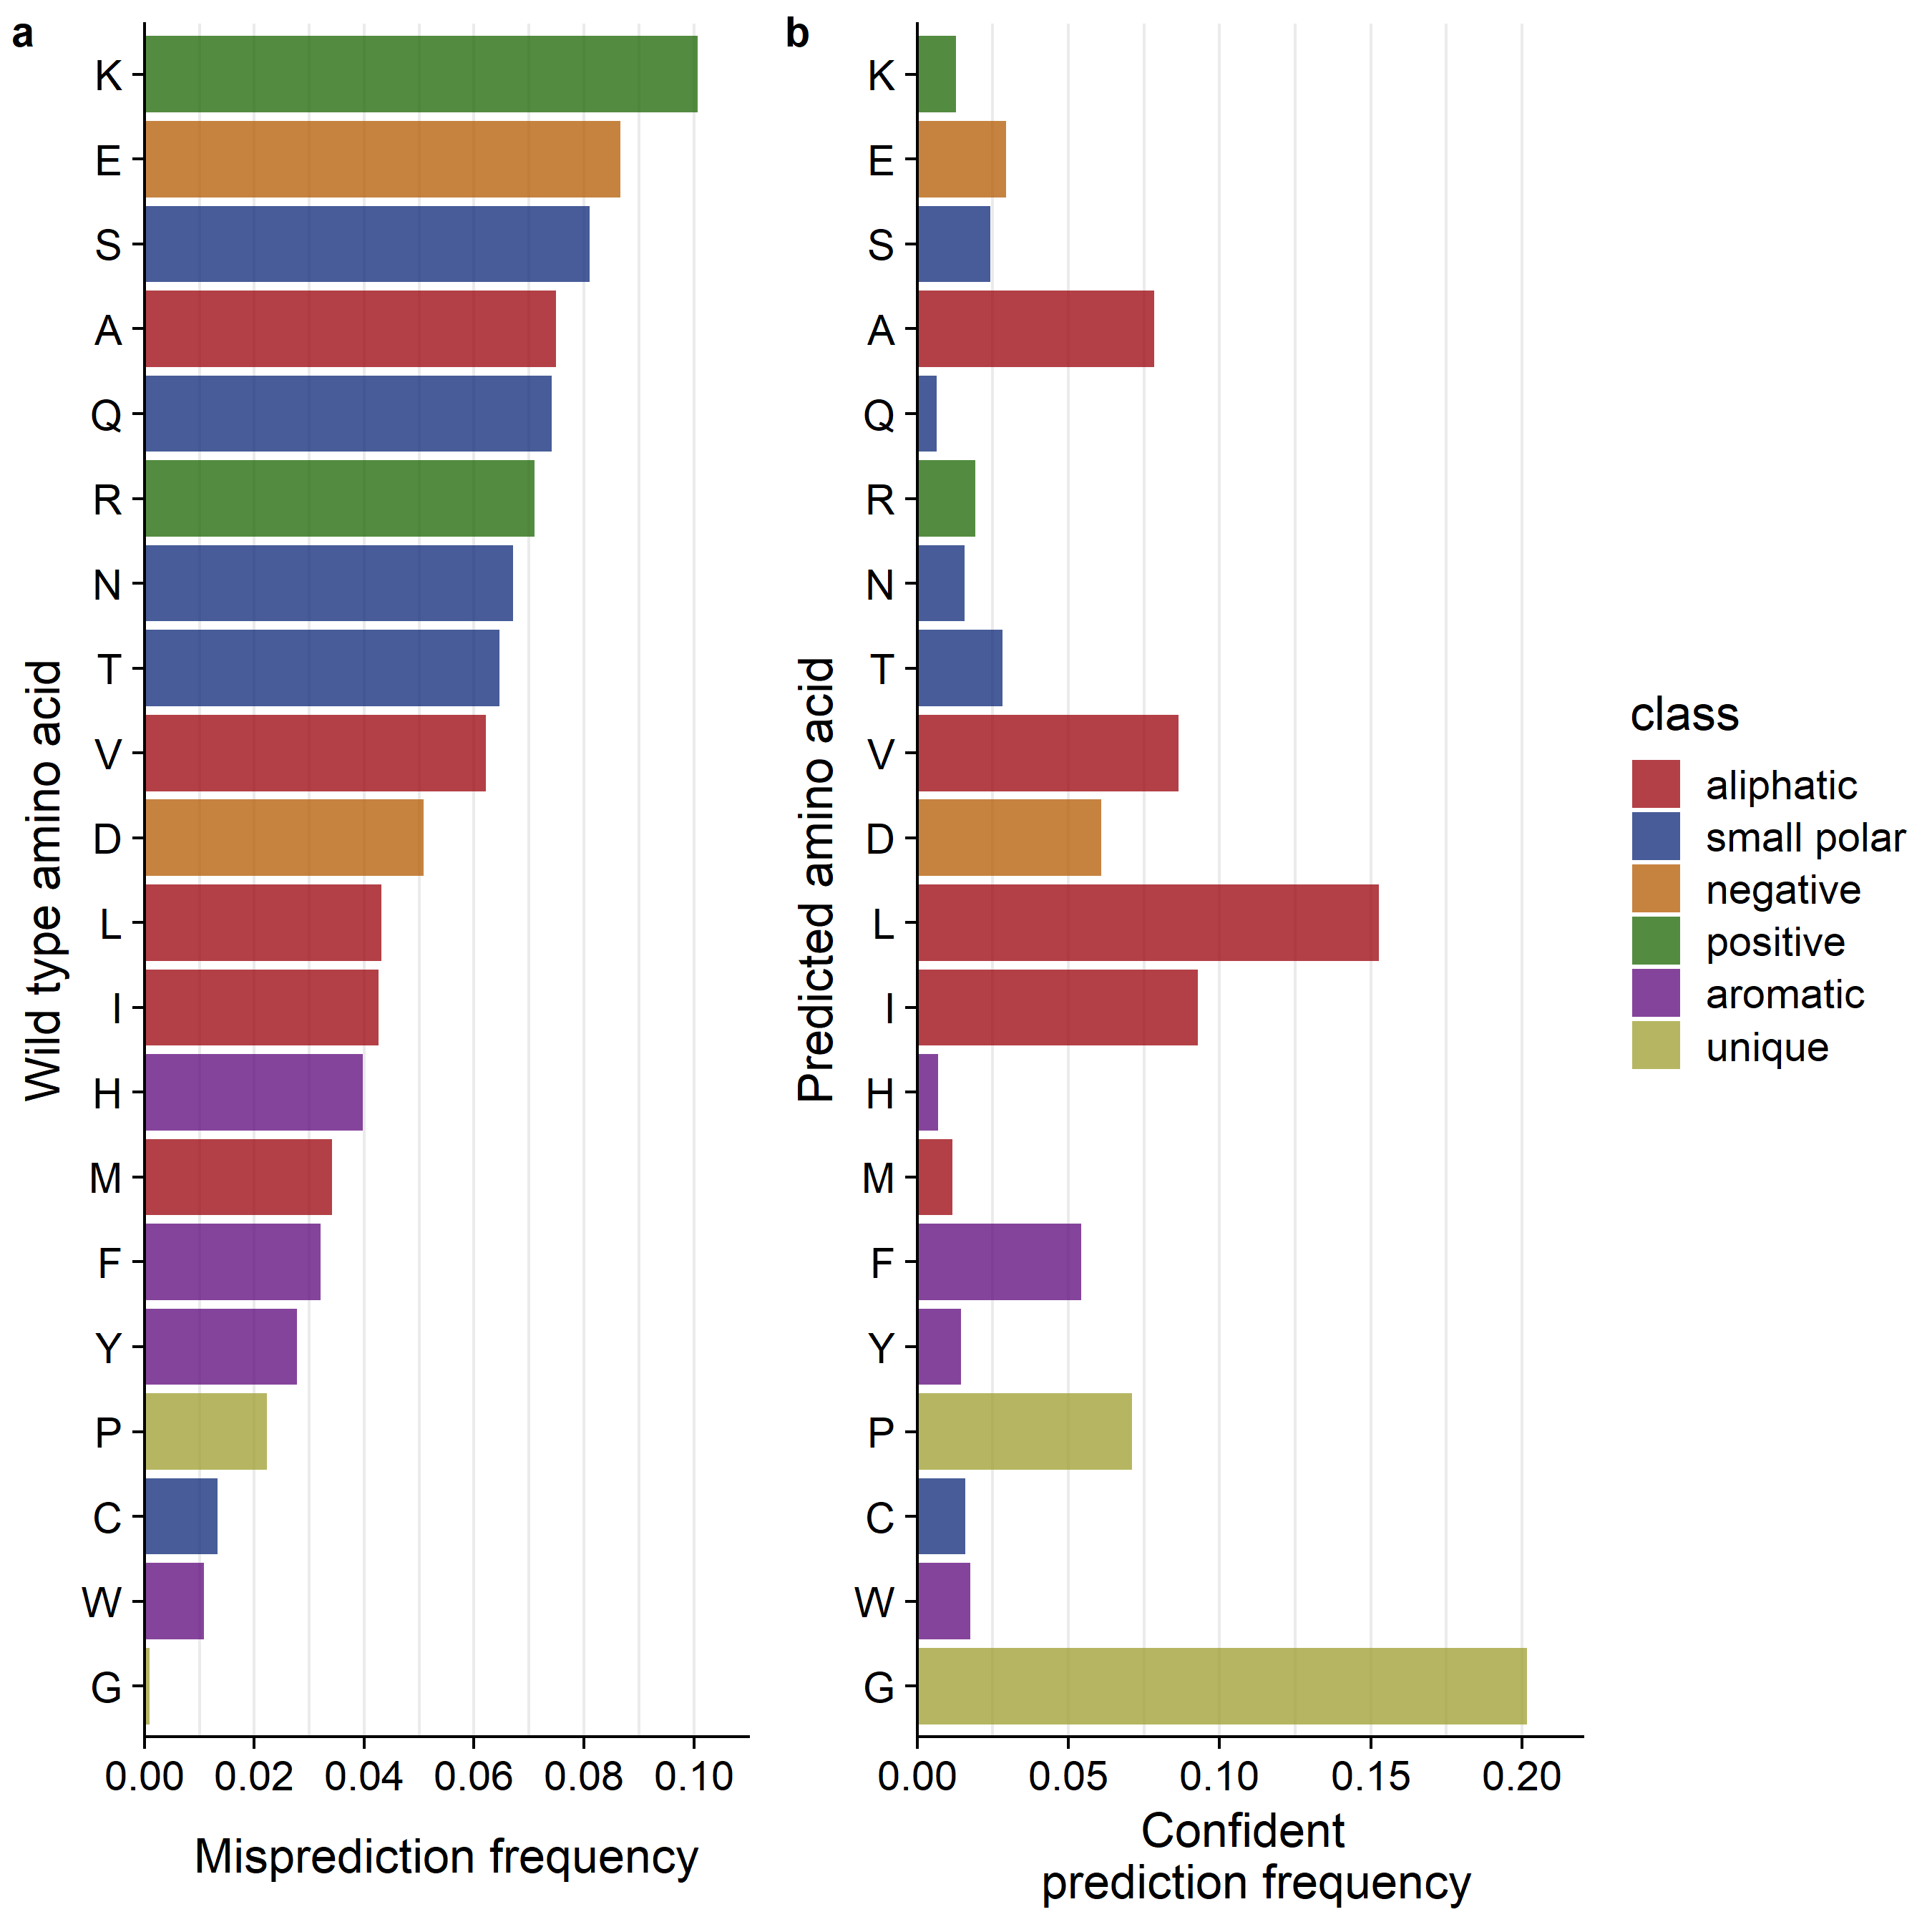 a
K
E
S
A
Q
R
N
T
V
D
L
I
H
M
F
Y
P
C
W
G
Wild type amino acid
0.00 0.02 0.04 0.06 0.08 0.10
Misprediction frequency
b
K
E
S
A
Q
R
N
T
V
D
L
I
H
M
F
Y
P
C
W
G
Predicted amino acid
0.00 0.05 0.10 0.15 0.20
Confident
prediction frequency
class
aliphatic
small polar
negative
positive
aromatic
unique